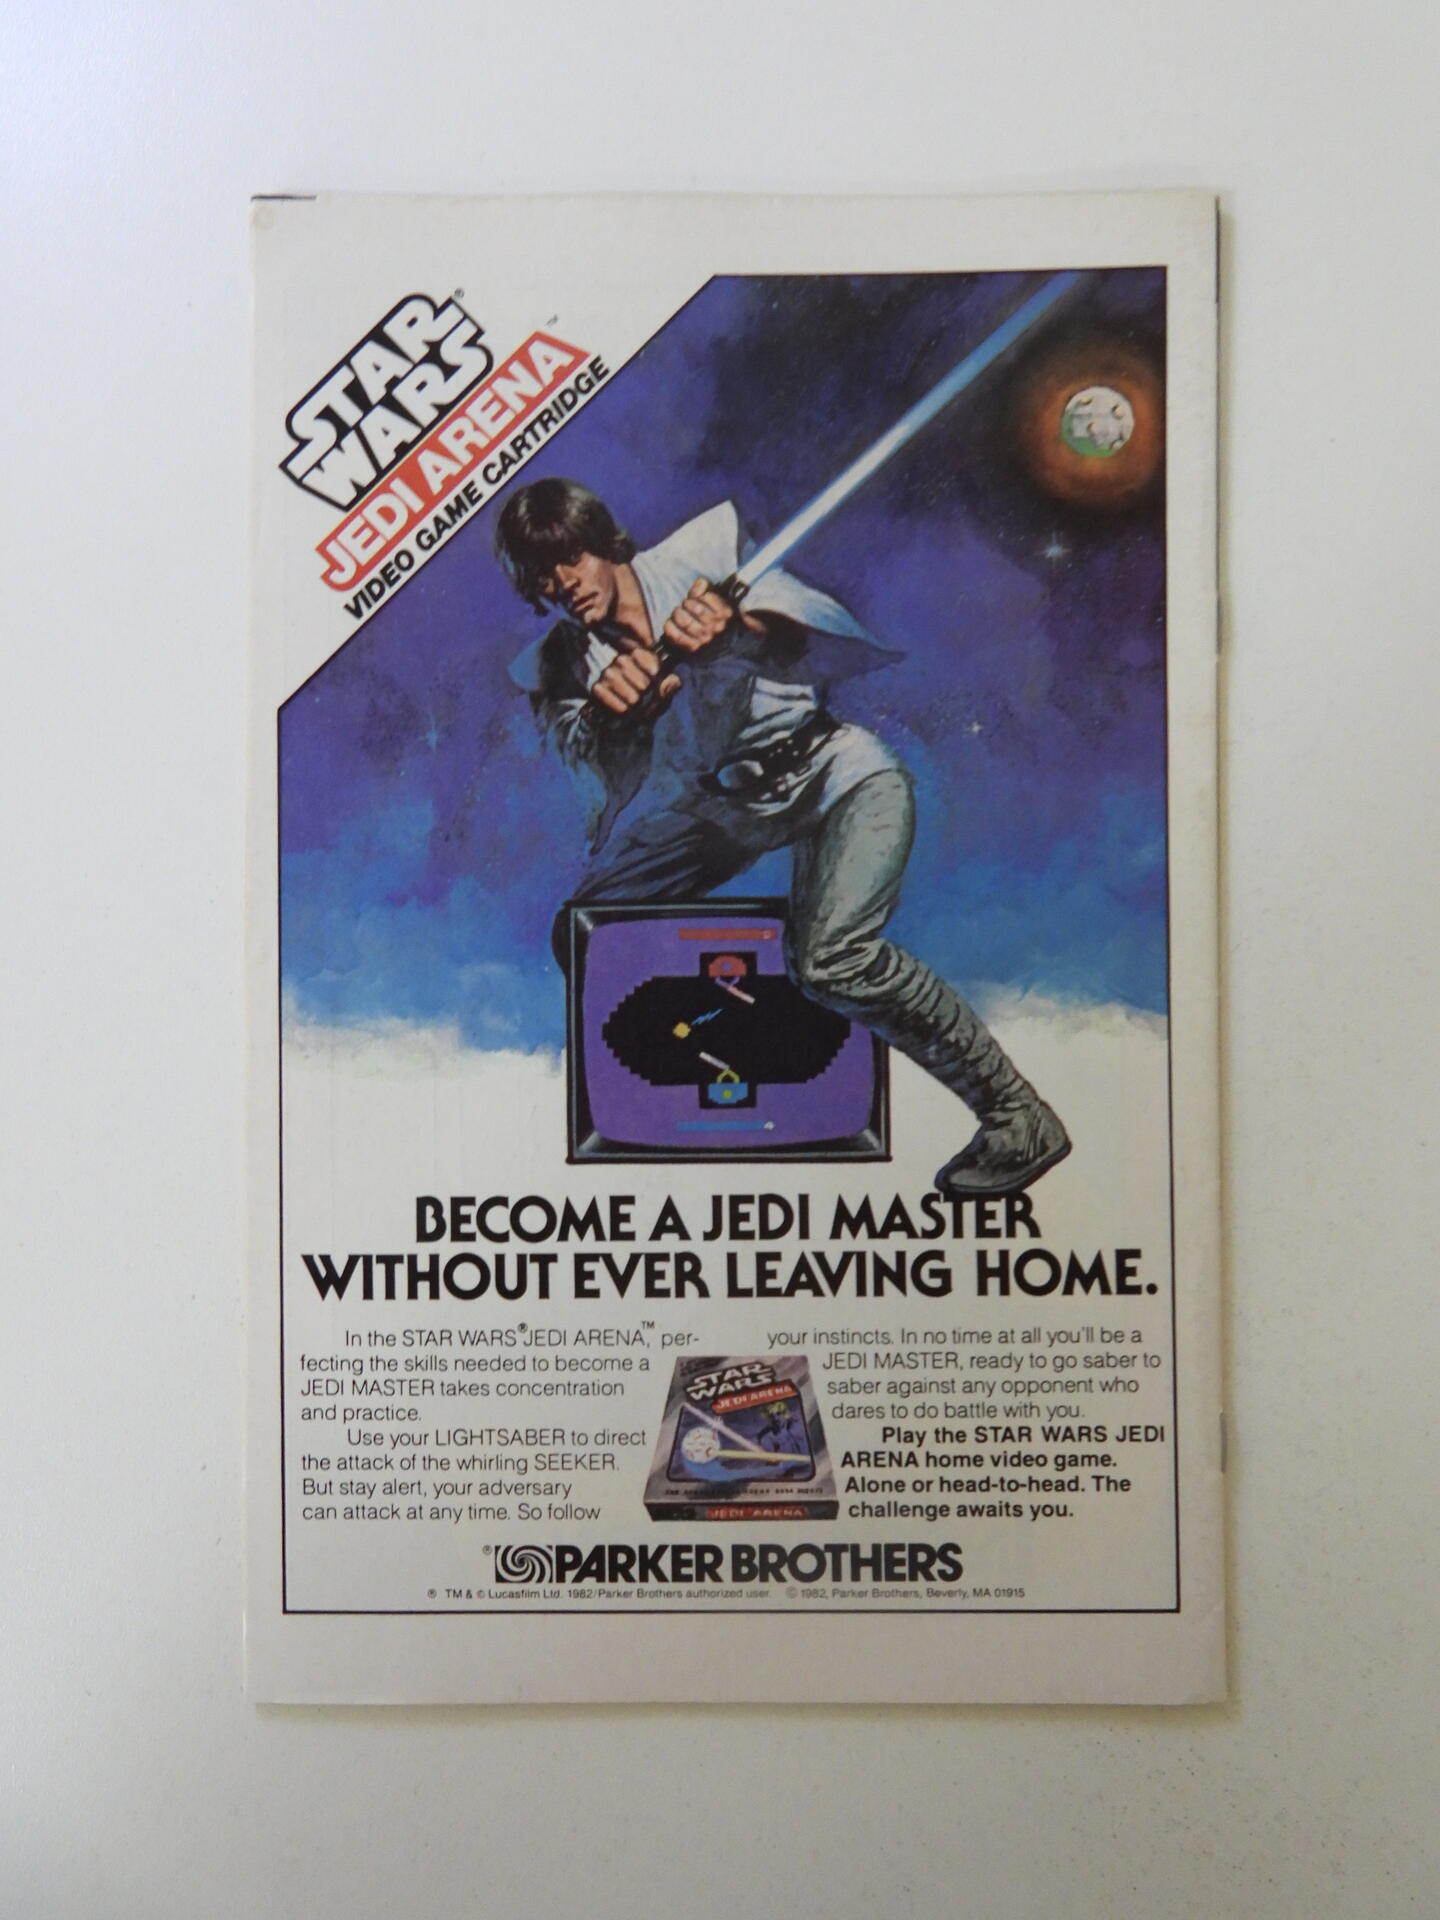 STAR
WARS®
JEDI ARENA™
VIDEO GAME CARTRIDGE
4
BECOME A JEDI MASTER
WITHOUT EVER LEAVING HOME.
In the STAR WARS® JEDI ARENA,™ per-
fecting the skills needed to become a
JEDI MASTER takes concentration
and practice.
Use your LIGHTSABER to direct
the attack of the whirling SEEKER.
But stay alert, your adversary
can attack at any time. So follow
your instincts. In no time at all you'll be a
JEDI MASTER, ready to go saber to
saber against any opponent who
dares to do battle with you.
Play the STAR WARS JEDI
ARENA home video game.
Alone or head-to-head. The
challenge awaits you.
STAR
WARS
JEDI ARENA
JEDI ARENA
® PARKER BROTHERS
® TM & © Lucasfilm Ltd. 1982/Parker Brothers authorized user. © 1982, Parker Brothers, Beverly, MA 01915